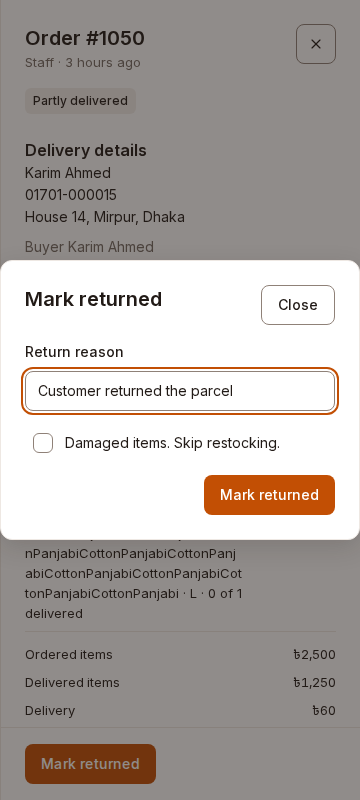 Order #1050
Staff · 3 hours ago
Partly delivered
Delivery details
Karim Ahmed
01701-000015
House 14, Mirpur, Dhaka
Buyer Karim Ahmed
Mark returned
Close
Return reason
Customer returned the parcel
Damaged items. Skip restocking.
Mark returned
nPanjabiCottonPanjabiCottonPanj
abiCottonPanjabiCottonPanjabiCot
tonPanjabiCottonPanjabi · L · 0 of 1
delivered
Ordered items ৳2,500
Delivered items ৳1,250
Delivery ৳60
Mark returned